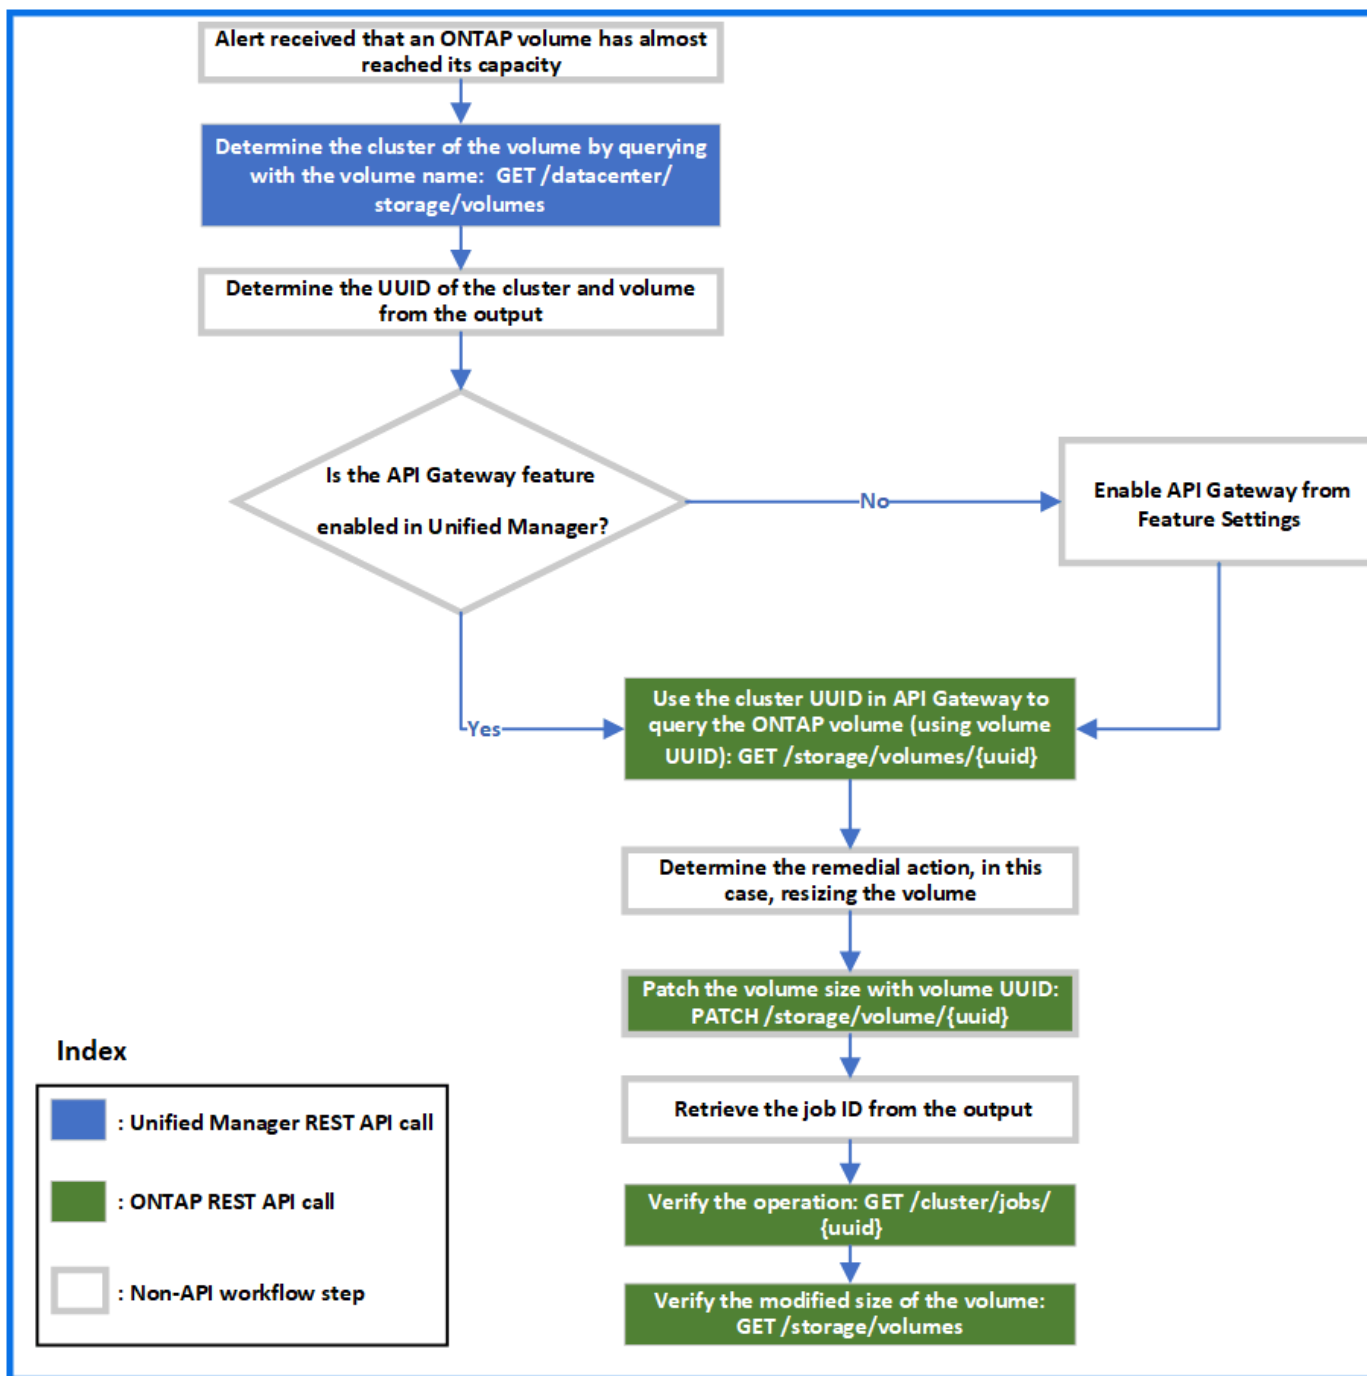 Alert received that an ONTAP volume has almost
reached its capacity
Determine the cluster of the volume by querying
with the volume name:  GET /datacenter/
storage/volumes
Determine the UUID of the cluster and volume
from the output
Is the API Gateway feature
enabled in Unified Manager?
No
Enable API Gateway from
Feature Settings
Yes
Use the cluster UUID in API Gateway to
query the ONTAP volume (using volume
UUID): GET /storage/volumes/{uuid}
Determine the remedial action, in this
case, resizing the volume
Patch the volume size with volume UUID:
PATCH /storage/volume/{uuid}
Retrieve the job ID from the output
Verify the operation: GET /cluster/jobs/
{uuid}
Verify the modified size of the volume:
GET /storage/volumes
Index
: Unified Manager REST API call
: ONTAP REST API call
: Non-API workflow step